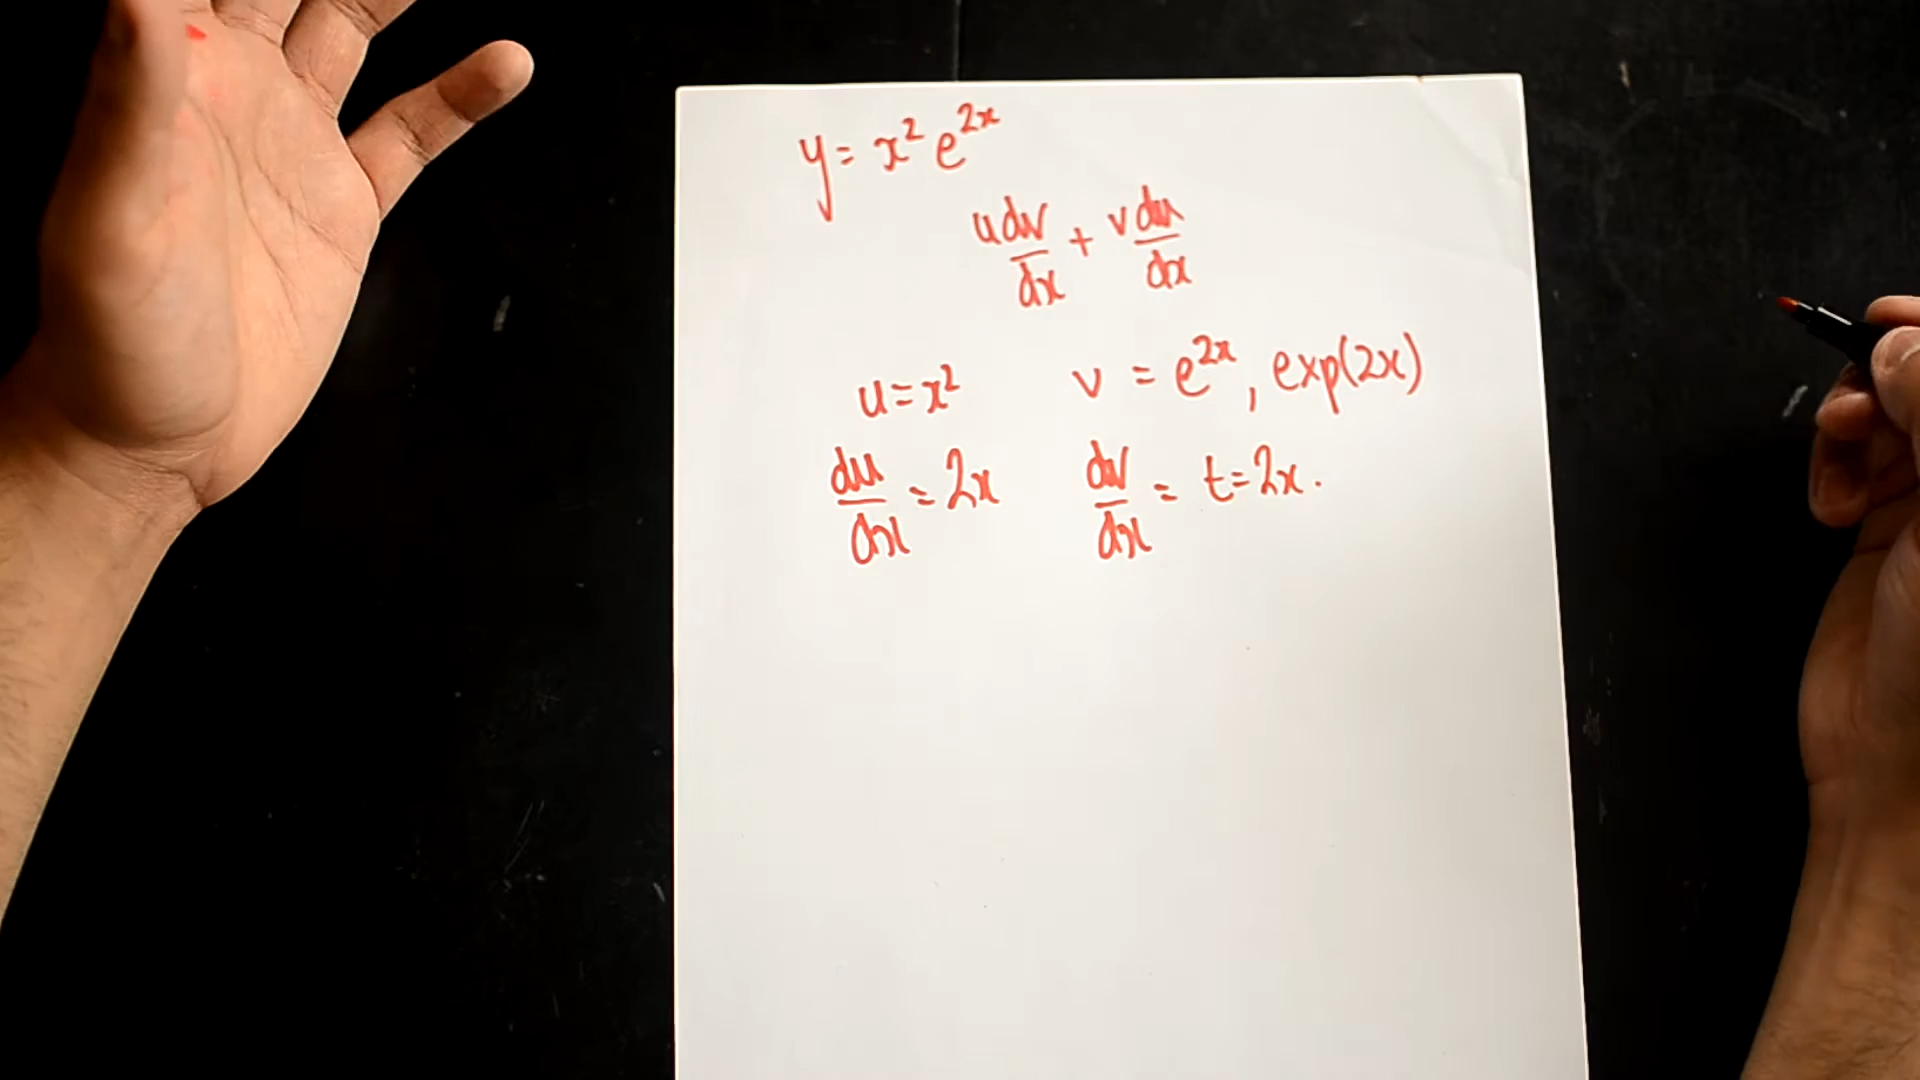 y = x² e^2x
u dv/dx + v du/dx
u = x² v = e^2x, exp(2x)
du/dx = 2x dv/dx = t = 2x.